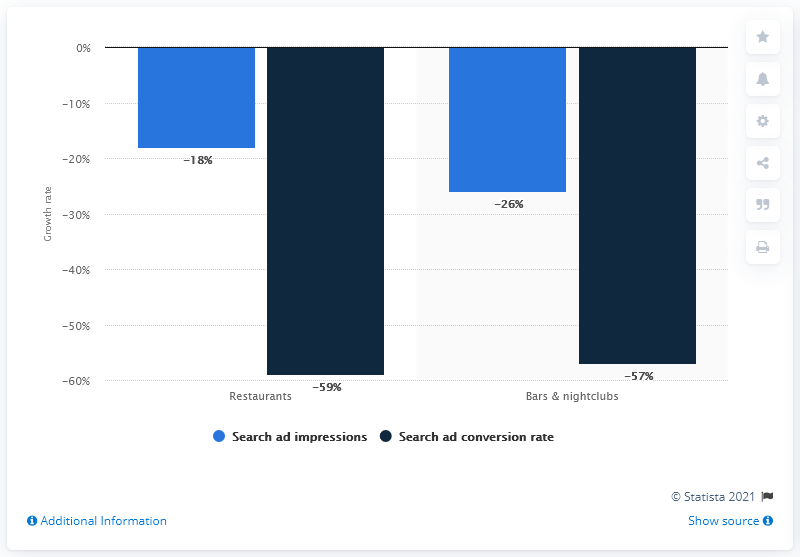 0%
-10%
-20%
-30%
-40%
-50%
-60%
Growth rate
-18%
-59%
-26%
-57%
Restaurants
Bars & nightclubs
Search ad impressions
Search ad conversion rate
© Statista 2021
Additional Information
Show source